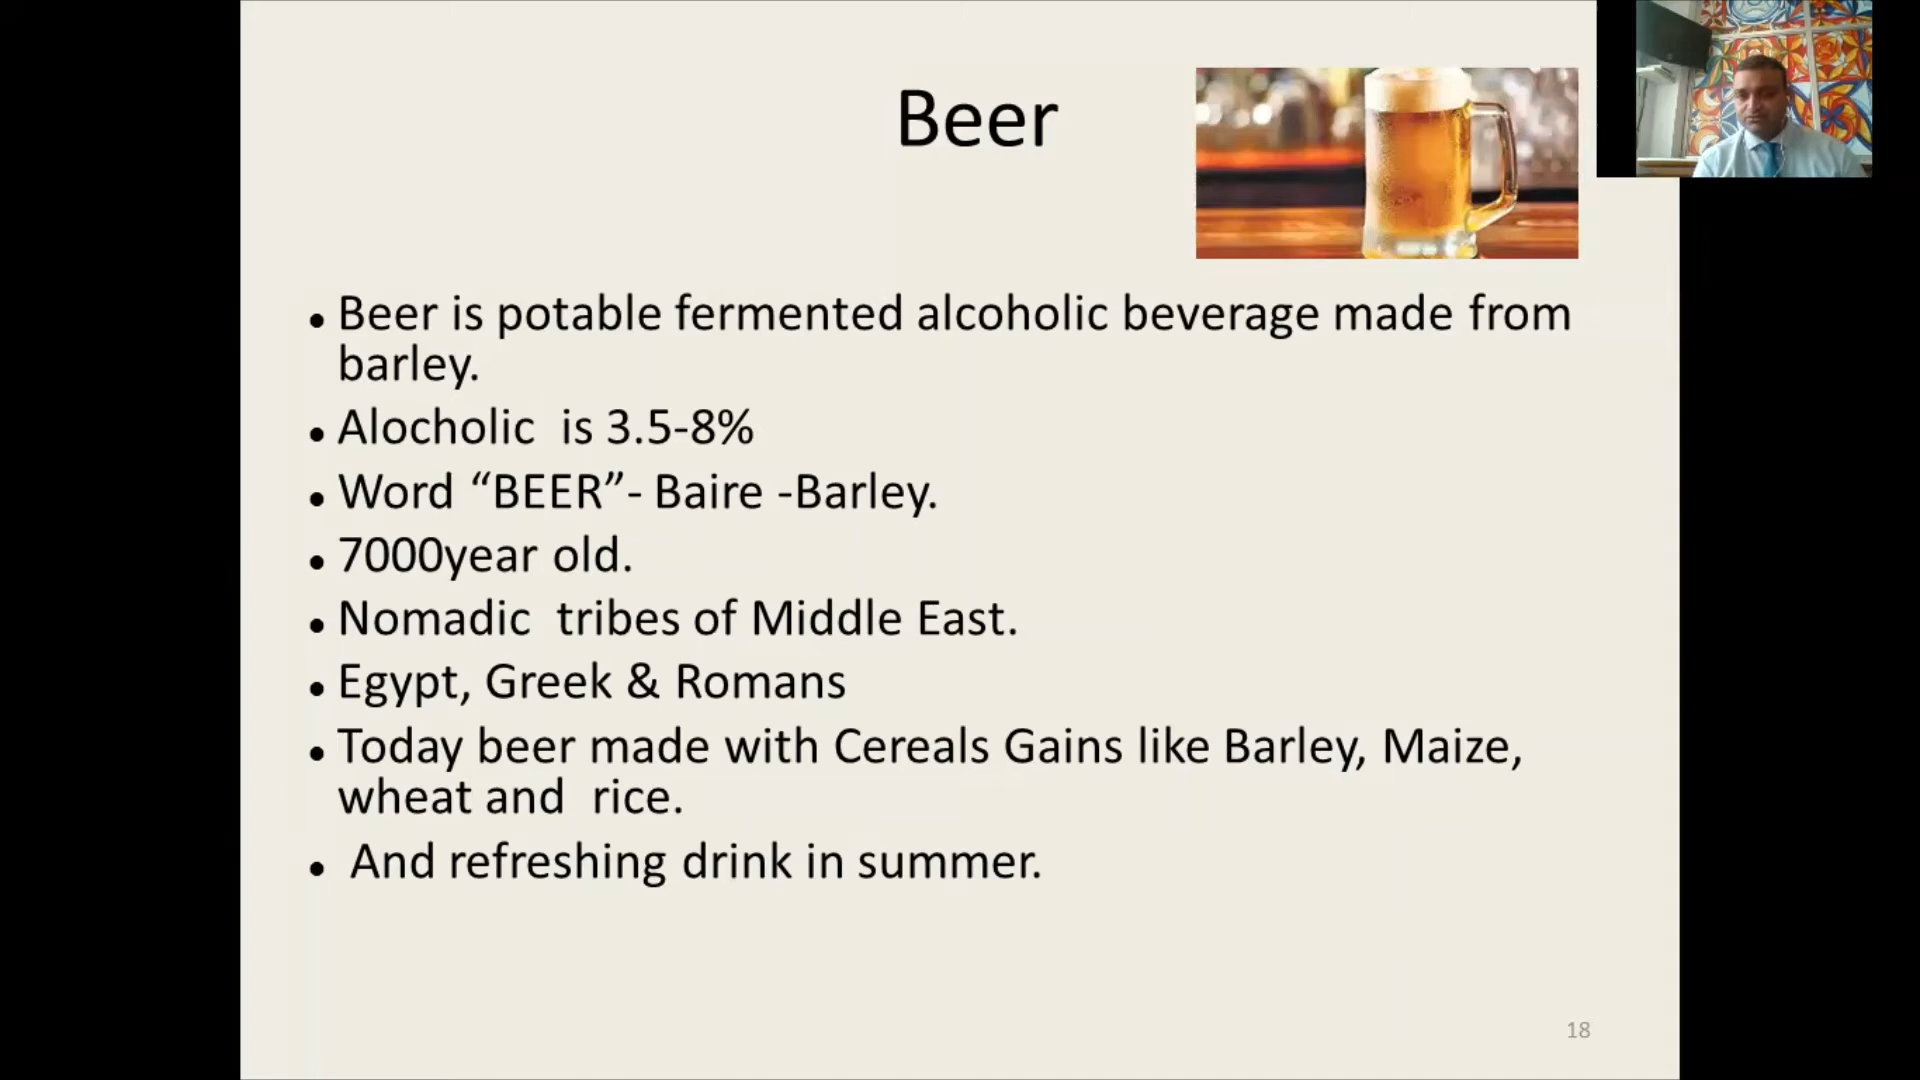 Beer
• Beer is potable fermented alcoholic beverage made from
barley.
• Alocholic  is 3.5-8%
• Word “BEER”- Baire -Barley.
• 7000year old.
• Nomadic  tribes of Middle East.
• Egypt, Greek & Romans
• Today beer made with Cereals Gains like Barley, Maize,
wheat and  rice.
•  And refreshing drink in summer.
18